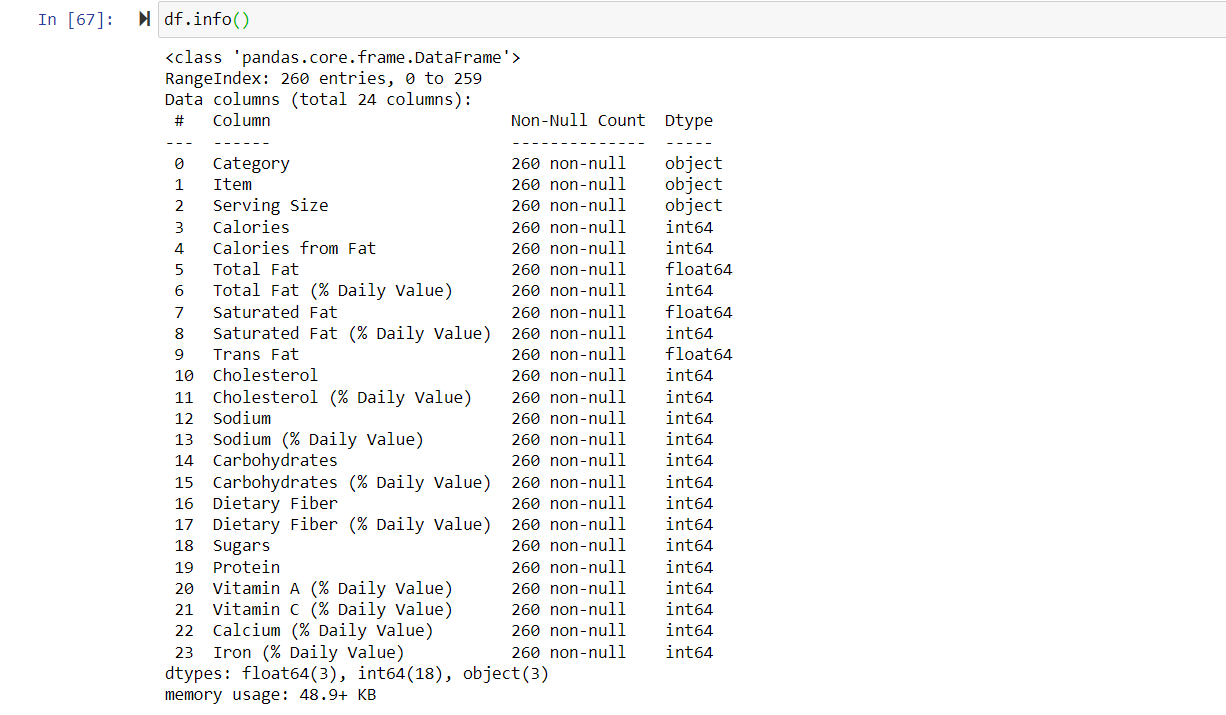 In [67]: df.info()
<class 'pandas.core.frame.DataFrame'>
RangeIndex: 260 entries, 0 to 259
Data columns (total 24 columns):
 #   Column                         Non-Null Count  Dtype
---  ------                         --------------  -----
 0   Category                       260 non-null    object
 1   Item                           260 non-null    object
 2   Serving Size                   260 non-null    object
 3   Calories                       260 non-null    int64
 4   Calories from Fat              260 non-null    int64
 5   Total Fat                      260 non-null    float64
 6   Total Fat (% Daily Value)      260 non-null    int64
 7   Saturated Fat                  260 non-null    float64
 8   Saturated Fat (% Daily Value)  260 non-null    int64
 9   Trans Fat                      260 non-null    float64
 10  Cholesterol                    260 non-null    int64
 11  Cholesterol (% Daily Value)    260 non-null    int64
 12  Sodium                         260 non-null    int64
 13  Sodium (% Daily Value)         260 non-null    int64
 14  Carbohydrates                  260 non-null    int64
 15  Carbohydrates (% Daily Value)  260 non-null    int64
 16  Dietary Fiber                  260 non-null    int64
 17  Dietary Fiber (% Daily Value)  260 non-null    int64
 18  Sugars                         260 non-null    int64
 19  Protein                        260 non-null    int64
 20  Vitamin A (% Daily Value)      260 non-null    int64
 21  Vitamin C (% Daily Value)      260 non-null    int64
 22  Calcium (% Daily Value)        260 non-null    int64
 23  Iron (% Daily Value)           260 non-null    int64
dtypes: float64(3), int64(18), object(3)
memory usage: 48.9+ KB